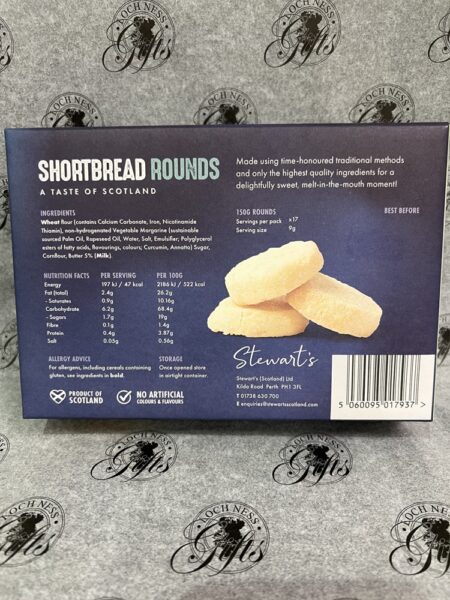 LOCH NESS
Gifts
SHORTBREAD ROUNDS
A TASTE OF SCOTLAND
Made using time-honoured traditional methods
and only the highest quality ingredients for a
delightfully sweet, melt-in-the-mouth moment!
INGREDIENTS
Wheat flour (contains Calcium Carbonate, Iron, Nicotinamide
Thiamin), non-hydrogenated Vegetable Margarine (sustainable
sourced Palm Oil, Rapeseed Oil, Water, Salt, Emulsifier; Polyglycerol
esters of fatty acids, flavourings, colours; Curcumin, Annatto) Sugar,
Cornflour, Butter 5% (Milk).
150G ROUNDS
Servings per pack x17
Serving size 9g
BEST BEFORE
NUTRITION FACTS PER SERVING PER 100G
Energy 197 kJ / 47 kcal 2186 kJ / 522 kcal
Fat (total) 2.4g 26.2g
- Saturates 0.9g 10.16g
Carbohydrate 6.2g 68.4g
- Sugars 1.7g 19g
Fibre 0.1g 1.4g
Protein 0.4g 3.87g
Salt 0.05g 0.56g
ALLERGY ADVICE
For allergens, including cereals containing
gluten, see ingredients in bold.
STORAGE
Once opened store
in airtight container.
PRODUCT OF
SCOTLAND
NO ARTIFICIAL
COLOURS & FLAVOURS
Stewart's
Stewart's (Scotland) Ltd
Kilda Road Perth PH1 3FL
T 01738 630 700
E enquiries@stewartsscotland.com
5 060095 017937 >
LOCH NESS
Gifts